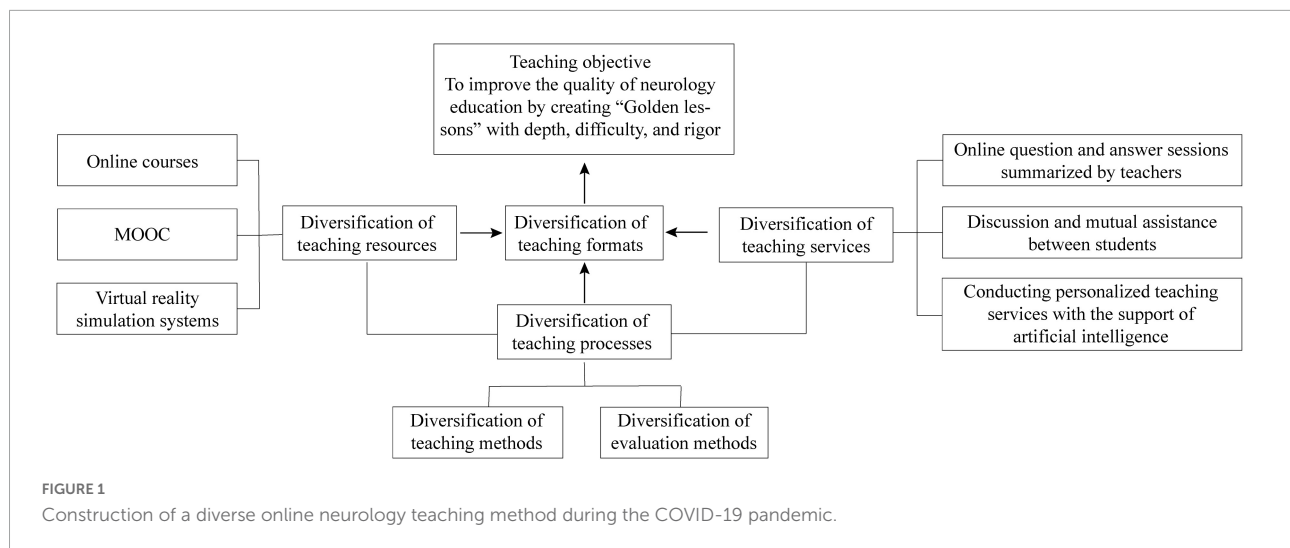 Teaching objective
To improve the quality of neurology
education by creating “Golden les-
sons” with depth, difficulty, and rigor
Online courses
MOOC
Virtual reality
simulation systems
Diversification of
teaching resources
Diversification of
teaching formats
Diversification of
teaching services
Online question and answer sessions
summarized by teachers
Discussion and mutual assistance
between students
Conducting personalized teaching
services with the support of
artificial intelligence
Diversification of
teaching processes
Diversification of
teaching methods
Diversification of
evaluation methods
FIGURE 1
Construction of a diverse online neurology teaching method during the COVID-19 pandemic.